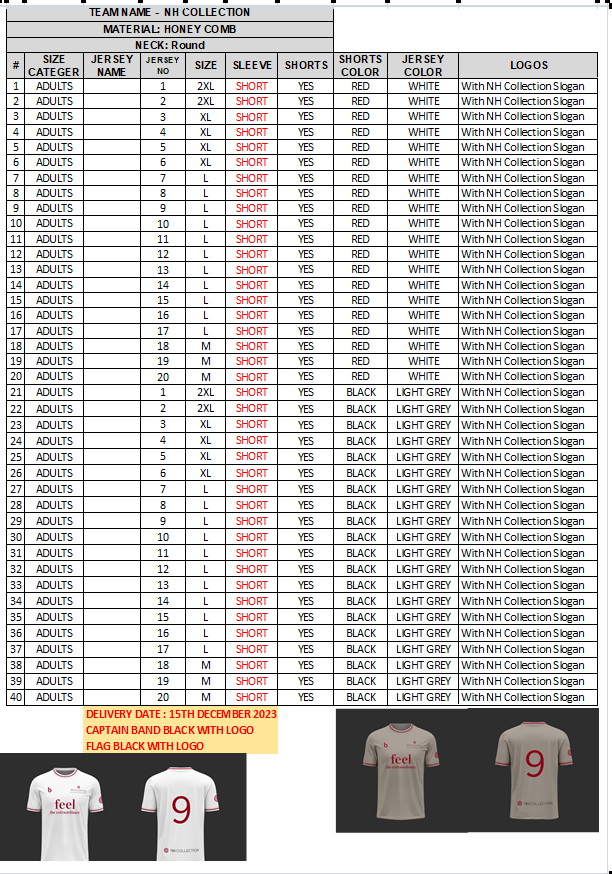 TEAM NAME - NH COLLECTION
MATERIAL: HONEY COMB
NECK: Round
# SIZE CATEGER JERSEY NAME JERSEY NO SIZE SLEEVE SHORTS SHORTS COLOR JERSEY COLOR LOGOS
1 ADULTS 1 2XL SHORT YES RED WHITE With NH Collection Slogan
2 ADULTS 2 2XL SHORT YES RED WHITE With NH Collection Slogan
3 ADULTS 3 XL SHORT YES RED WHITE With NH Collection Slogan
4 ADULTS 4 XL SHORT YES RED WHITE With NH Collection Slogan
5 ADULTS 5 XL SHORT YES RED WHITE With NH Collection Slogan
6 ADULTS 6 XL SHORT YES RED WHITE With NH Collection Slogan
7 ADULTS 7 L SHORT YES RED WHITE With NH Collection Slogan
8 ADULTS 8 L SHORT YES RED WHITE With NH Collection Slogan
9 ADULTS 9 L SHORT YES RED WHITE With NH Collection Slogan
10 ADULTS 10 L SHORT YES RED WHITE With NH Collection Slogan
11 ADULTS 11 L SHORT YES RED WHITE With NH Collection Slogan
12 ADULTS 12 L SHORT YES RED WHITE With NH Collection Slogan
13 ADULTS 13 L SHORT YES RED WHITE With NH Collection Slogan
14 ADULTS 14 L SHORT YES RED WHITE With NH Collection Slogan
15 ADULTS 15 L SHORT YES RED WHITE With NH Collection Slogan
16 ADULTS 16 L SHORT YES RED WHITE With NH Collection Slogan
17 ADULTS 17 L SHORT YES RED WHITE With NH Collection Slogan
18 ADULTS 18 M SHORT YES RED WHITE With NH Collection Slogan
19 ADULTS 19 M SHORT YES RED WHITE With NH Collection Slogan
20 ADULTS 20 M SHORT YES RED WHITE With NH Collection Slogan
21 ADULTS 1 2XL SHORT YES BLACK LIGHT GREY With NH Collection Slogan
22 ADULTS 2 2XL SHORT YES BLACK LIGHT GREY With NH Collection Slogan
23 ADULTS 3 XL SHORT YES BLACK LIGHT GREY With NH Collection Slogan
24 ADULTS 4 XL SHORT YES BLACK LIGHT GREY With NH Collection Slogan
25 ADULTS 5 XL SHORT YES BLACK LIGHT GREY With NH Collection Slogan
26 ADULTS 6 XL SHORT YES BLACK LIGHT GREY With NH Collection Slogan
27 ADULTS 7 L SHORT YES BLACK LIGHT GREY With NH Collection Slogan
28 ADULTS 8 L SHORT YES BLACK LIGHT GREY With NH Collection Slogan
29 ADULTS 9 L SHORT YES BLACK LIGHT GREY With NH Collection Slogan
30 ADULTS 10 L SHORT YES BLACK LIGHT GREY With NH Collection Slogan
31 ADULTS 11 L SHORT YES BLACK LIGHT GREY With NH Collection Slogan
32 ADULTS 12 L SHORT YES BLACK LIGHT GREY With NH Collection Slogan
33 ADULTS 13 L SHORT YES BLACK LIGHT GREY With NH Collection Slogan
34 ADULTS 14 L SHORT YES BLACK LIGHT GREY With NH Collection Slogan
35 ADULTS 15 L SHORT YES BLACK LIGHT GREY With NH Collection Slogan
36 ADULTS 16 L SHORT YES BLACK LIGHT GREY With NH Collection Slogan
37 ADULTS 17 L SHORT YES BLACK LIGHT GREY With NH Collection Slogan
38 ADULTS 18 M SHORT YES BLACK LIGHT GREY With NH Collection Slogan
39 ADULTS 19 M SHORT YES BLACK LIGHT GREY With NH Collection Slogan
40 ADULTS 20 M SHORT YES BLACK LIGHT GREY With NH Collection Slogan
DELIVERY DATE : 15TH DECEMBER 2023
CAPTAIN BAND BLACK WITH LOGO
FLAG BLACK WITH LOGO
b
feel
the extraordinary
9
NH COLLECTION
b
feel
the extraordinary
9
NH COLLECTION